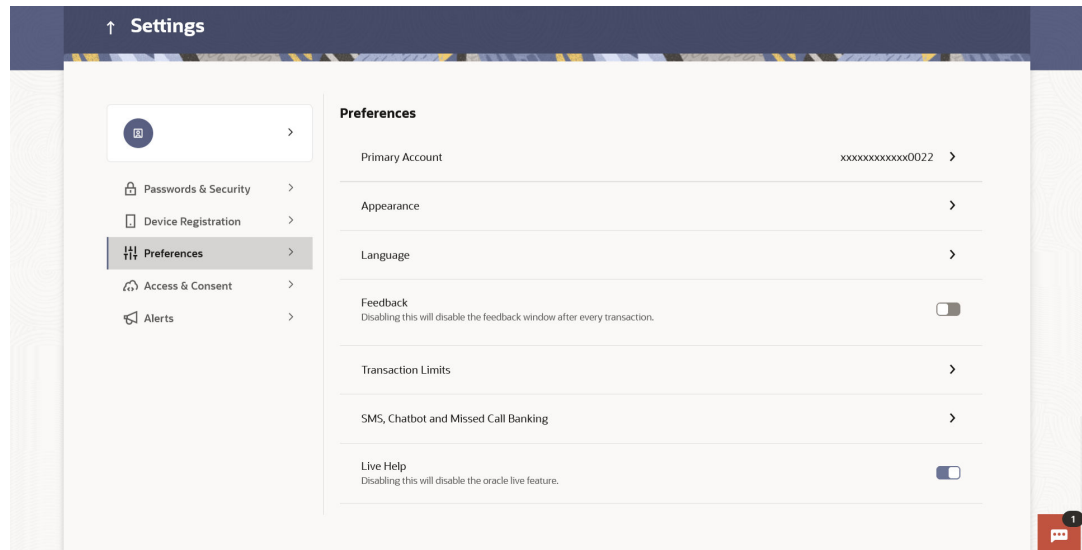 Settings
Preferences
Primary Account xxxxxxxxxxxx0022
Passwords & Security
Appearance
Device Registration
Preferences
Language
Access & Consent
Feedback
Disabling this will disable the feedback window after every transaction.
Alerts
Transaction Limits
SMS, Chatbot and Missed Call Banking
Live Help
Disabling this will disable the oracle live feature.
1